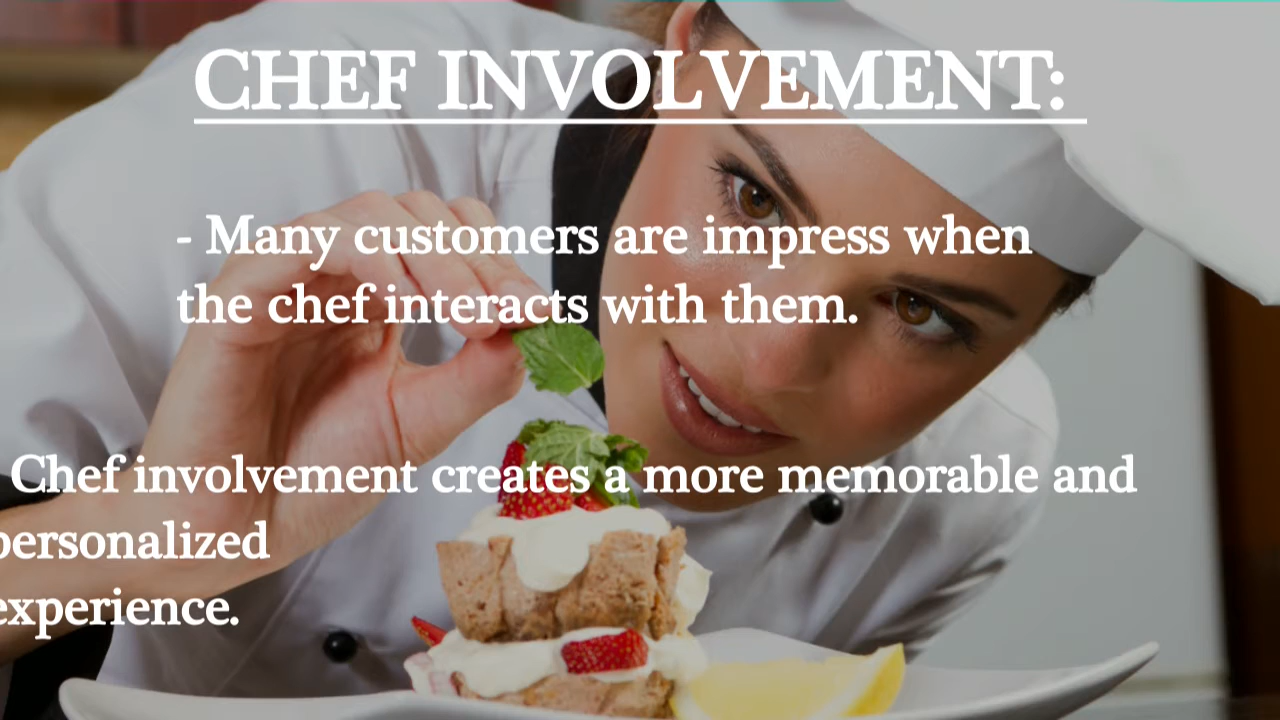 CHEF INVOLVEMENT:
- Many customers are impress when
the chef interacts with them.
Chef involvement creates a more memorable and
personalized
experience.